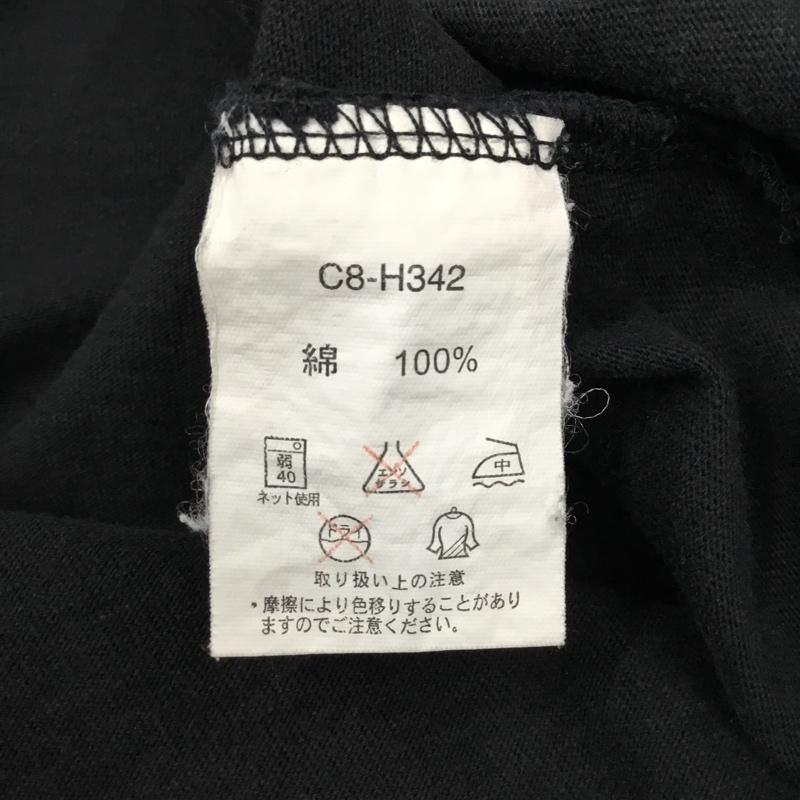 C8-H342
綿 100%
弱
40
ネット使用
エンソ
サラシ
中
ドライ
取り扱い上の注意
・摩擦により色移りすることがあり
ますのでご注意ください。